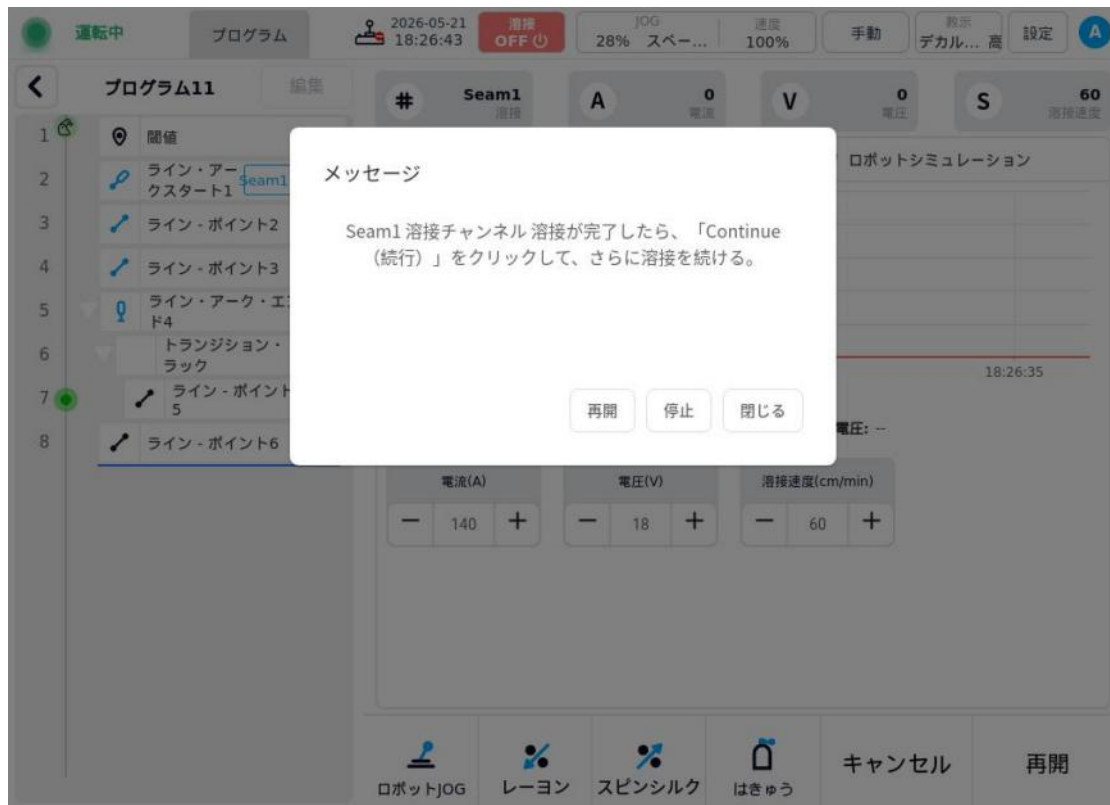 運転中
プログラム
2026-05-21
18:26:43
溶接
OFF
JOG
28% スペー...
速度
100%
手動
教示
デカル... 高
設定
A
プログラム11
編集
# Seam1
溶接
A 0
電流
V 0
電圧
S 60
溶接速度
1 閾値
2 ライン・アー
クスタート1
Seam1
3 ライン - ポイント2
4 ライン - ポイント3
5 ライン・アーク・エ
ド4
6 トランジション・
ラック
7 ライン - ポイント
5
8 ライン - ポイント6
メッセージ
Seam1 溶接チャンネル 溶接が完了したら、「Continue
（続行）」をクリックして、さらに溶接を続ける。
再開
停止
閉じる
ロボットシミュレーション
18:26:35
電圧: --
電流(A)
電圧(V)
溶接速度(cm/min)
− 140 +
− 18 +
− 60 +
ロボットJOG
レーヨン
スピンシルク
はきゅう
キャンセル
再開